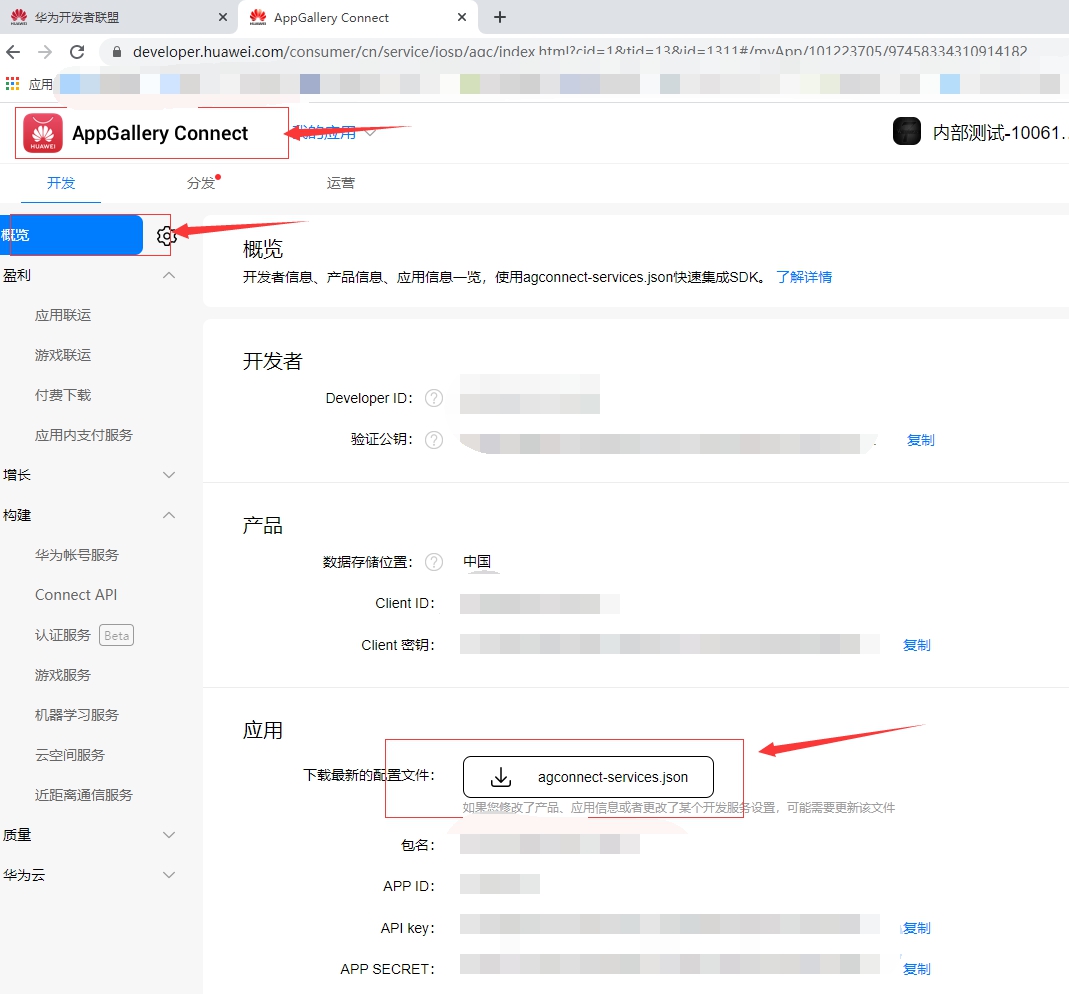 华为开发者联盟
AppGallery Connect
developer.huawei.com/consumer/cn/service/josp/agc/index.html?cid=1&tid=13&id=1311#/myApp/101223705/97458334310914182
应用
HUAWEI
AppGallery Connect
我的应用
内部测试-10061..
开发
分发
运营
概览
盈利
应用联运
游戏联运
付费下载
应用内支付服务
增长
构建
华为帐号服务
Connect API
认证服务 Beta
游戏服务
机器学习服务
云空间服务
近距离通信服务
质量
华为云
概览
开发者信息、产品信息、应用信息一览，使用agconnect-services.json快速集成SDK。 了解详情
开发者
Developer ID: ?
验证公钥: ? 复制
产品
数据存储位置: ? 中国
Client ID:
Client 密钥: 复制
应用
下载最新的配置文件: agconnect-services.json
如果您修改了产品、应用信息或者更改了某个开发服务设置，可能需要更新该文件
包名:
APP ID:
API key: 复制
APP SECRET: 复制